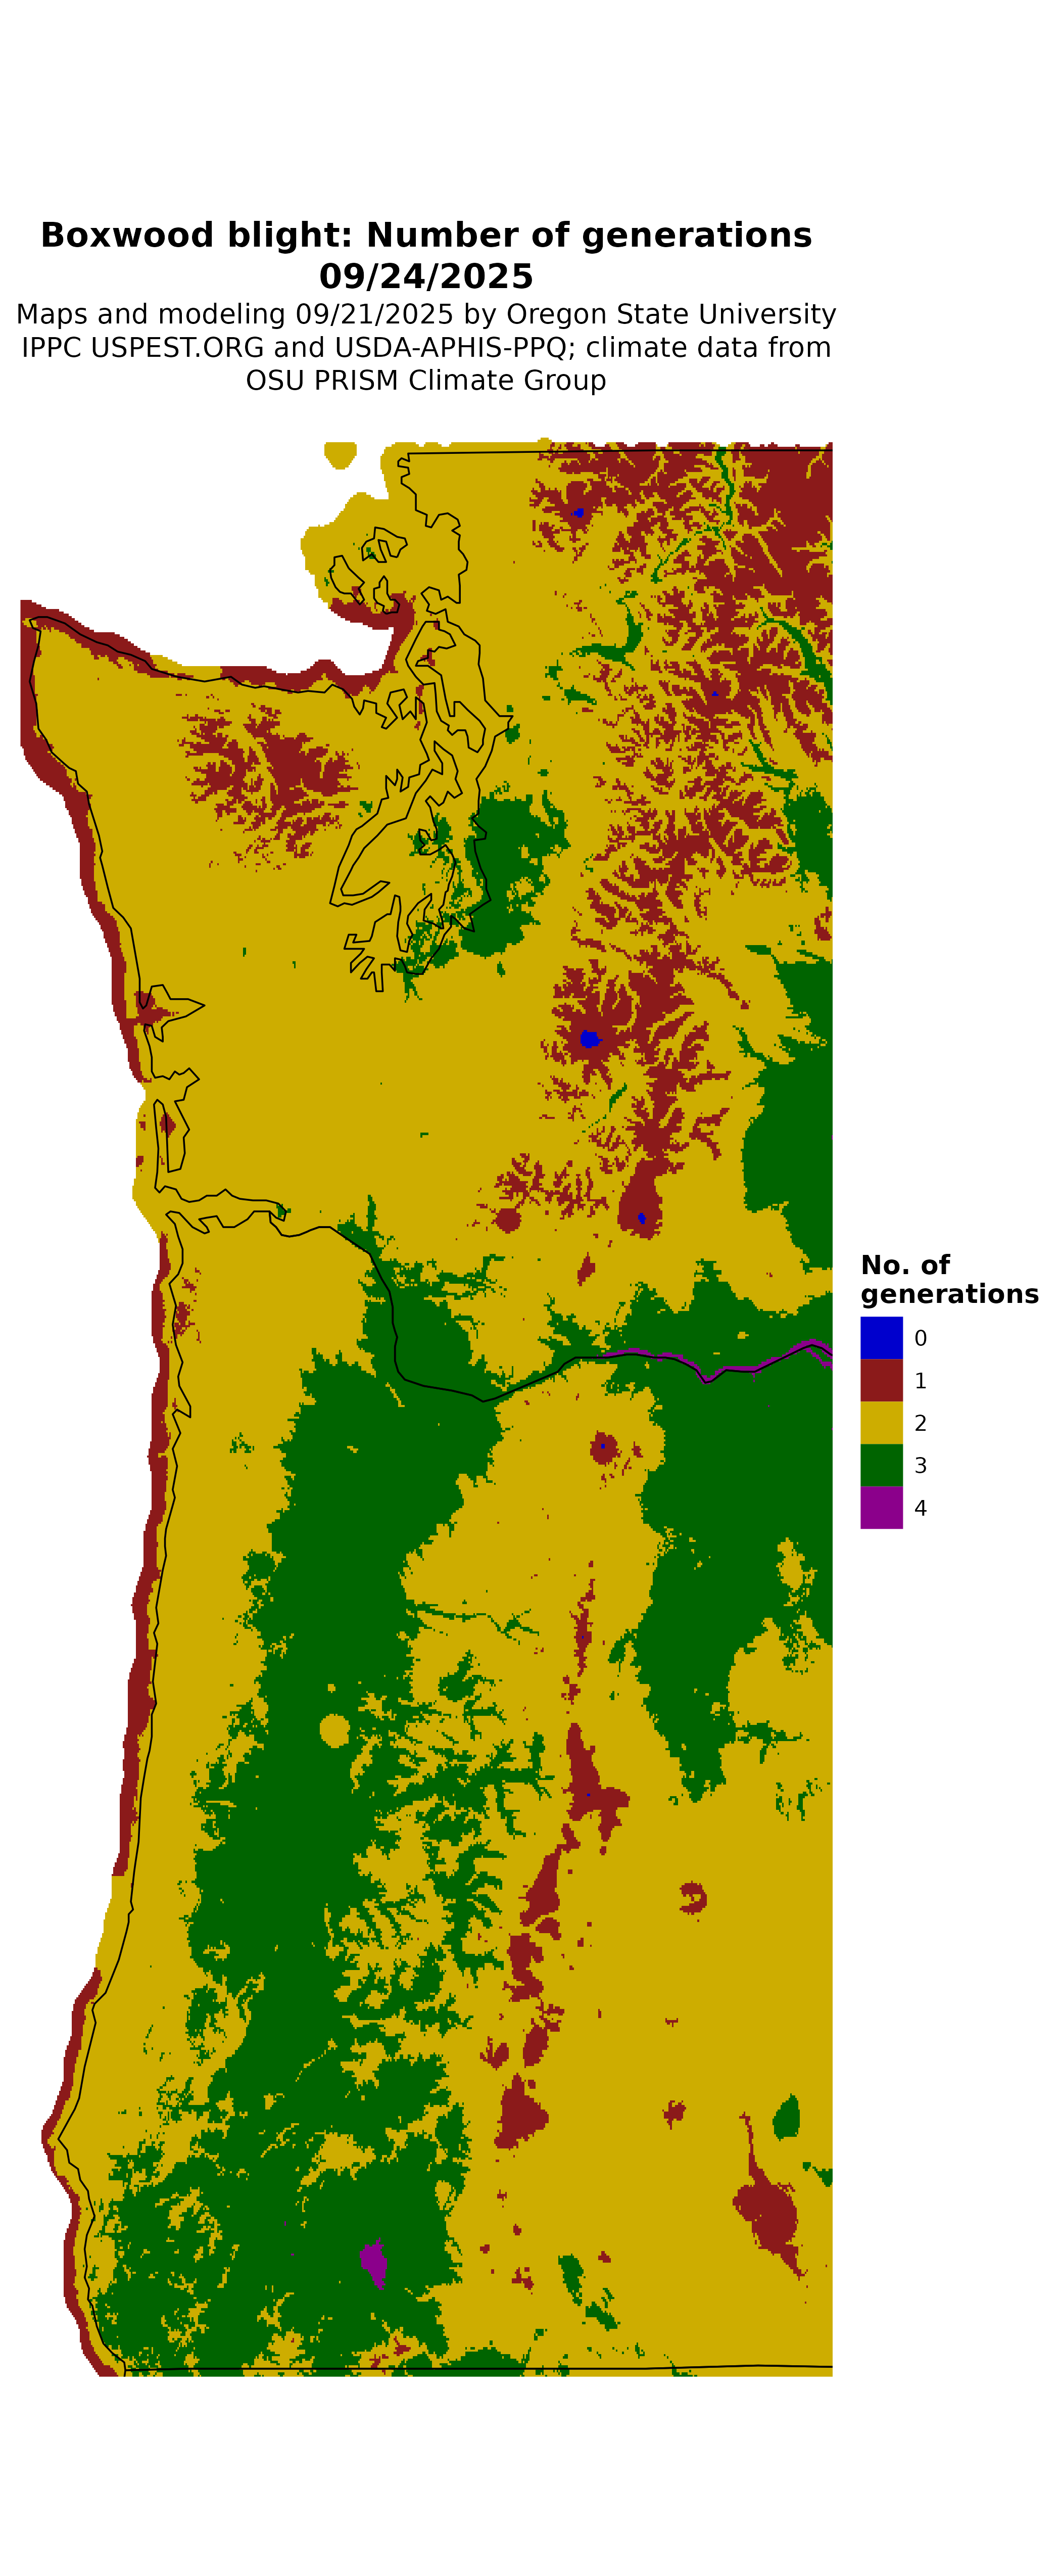 Boxwood blight: Number of generations
09/24/2025
Maps and modeling 09/21/2025 by Oregon State University
IPPC USPEST.ORG and USDA-APHIS-PPQ; climate data from
OSU PRISM Climate Group
No. of
generations
0
1
2
3
4